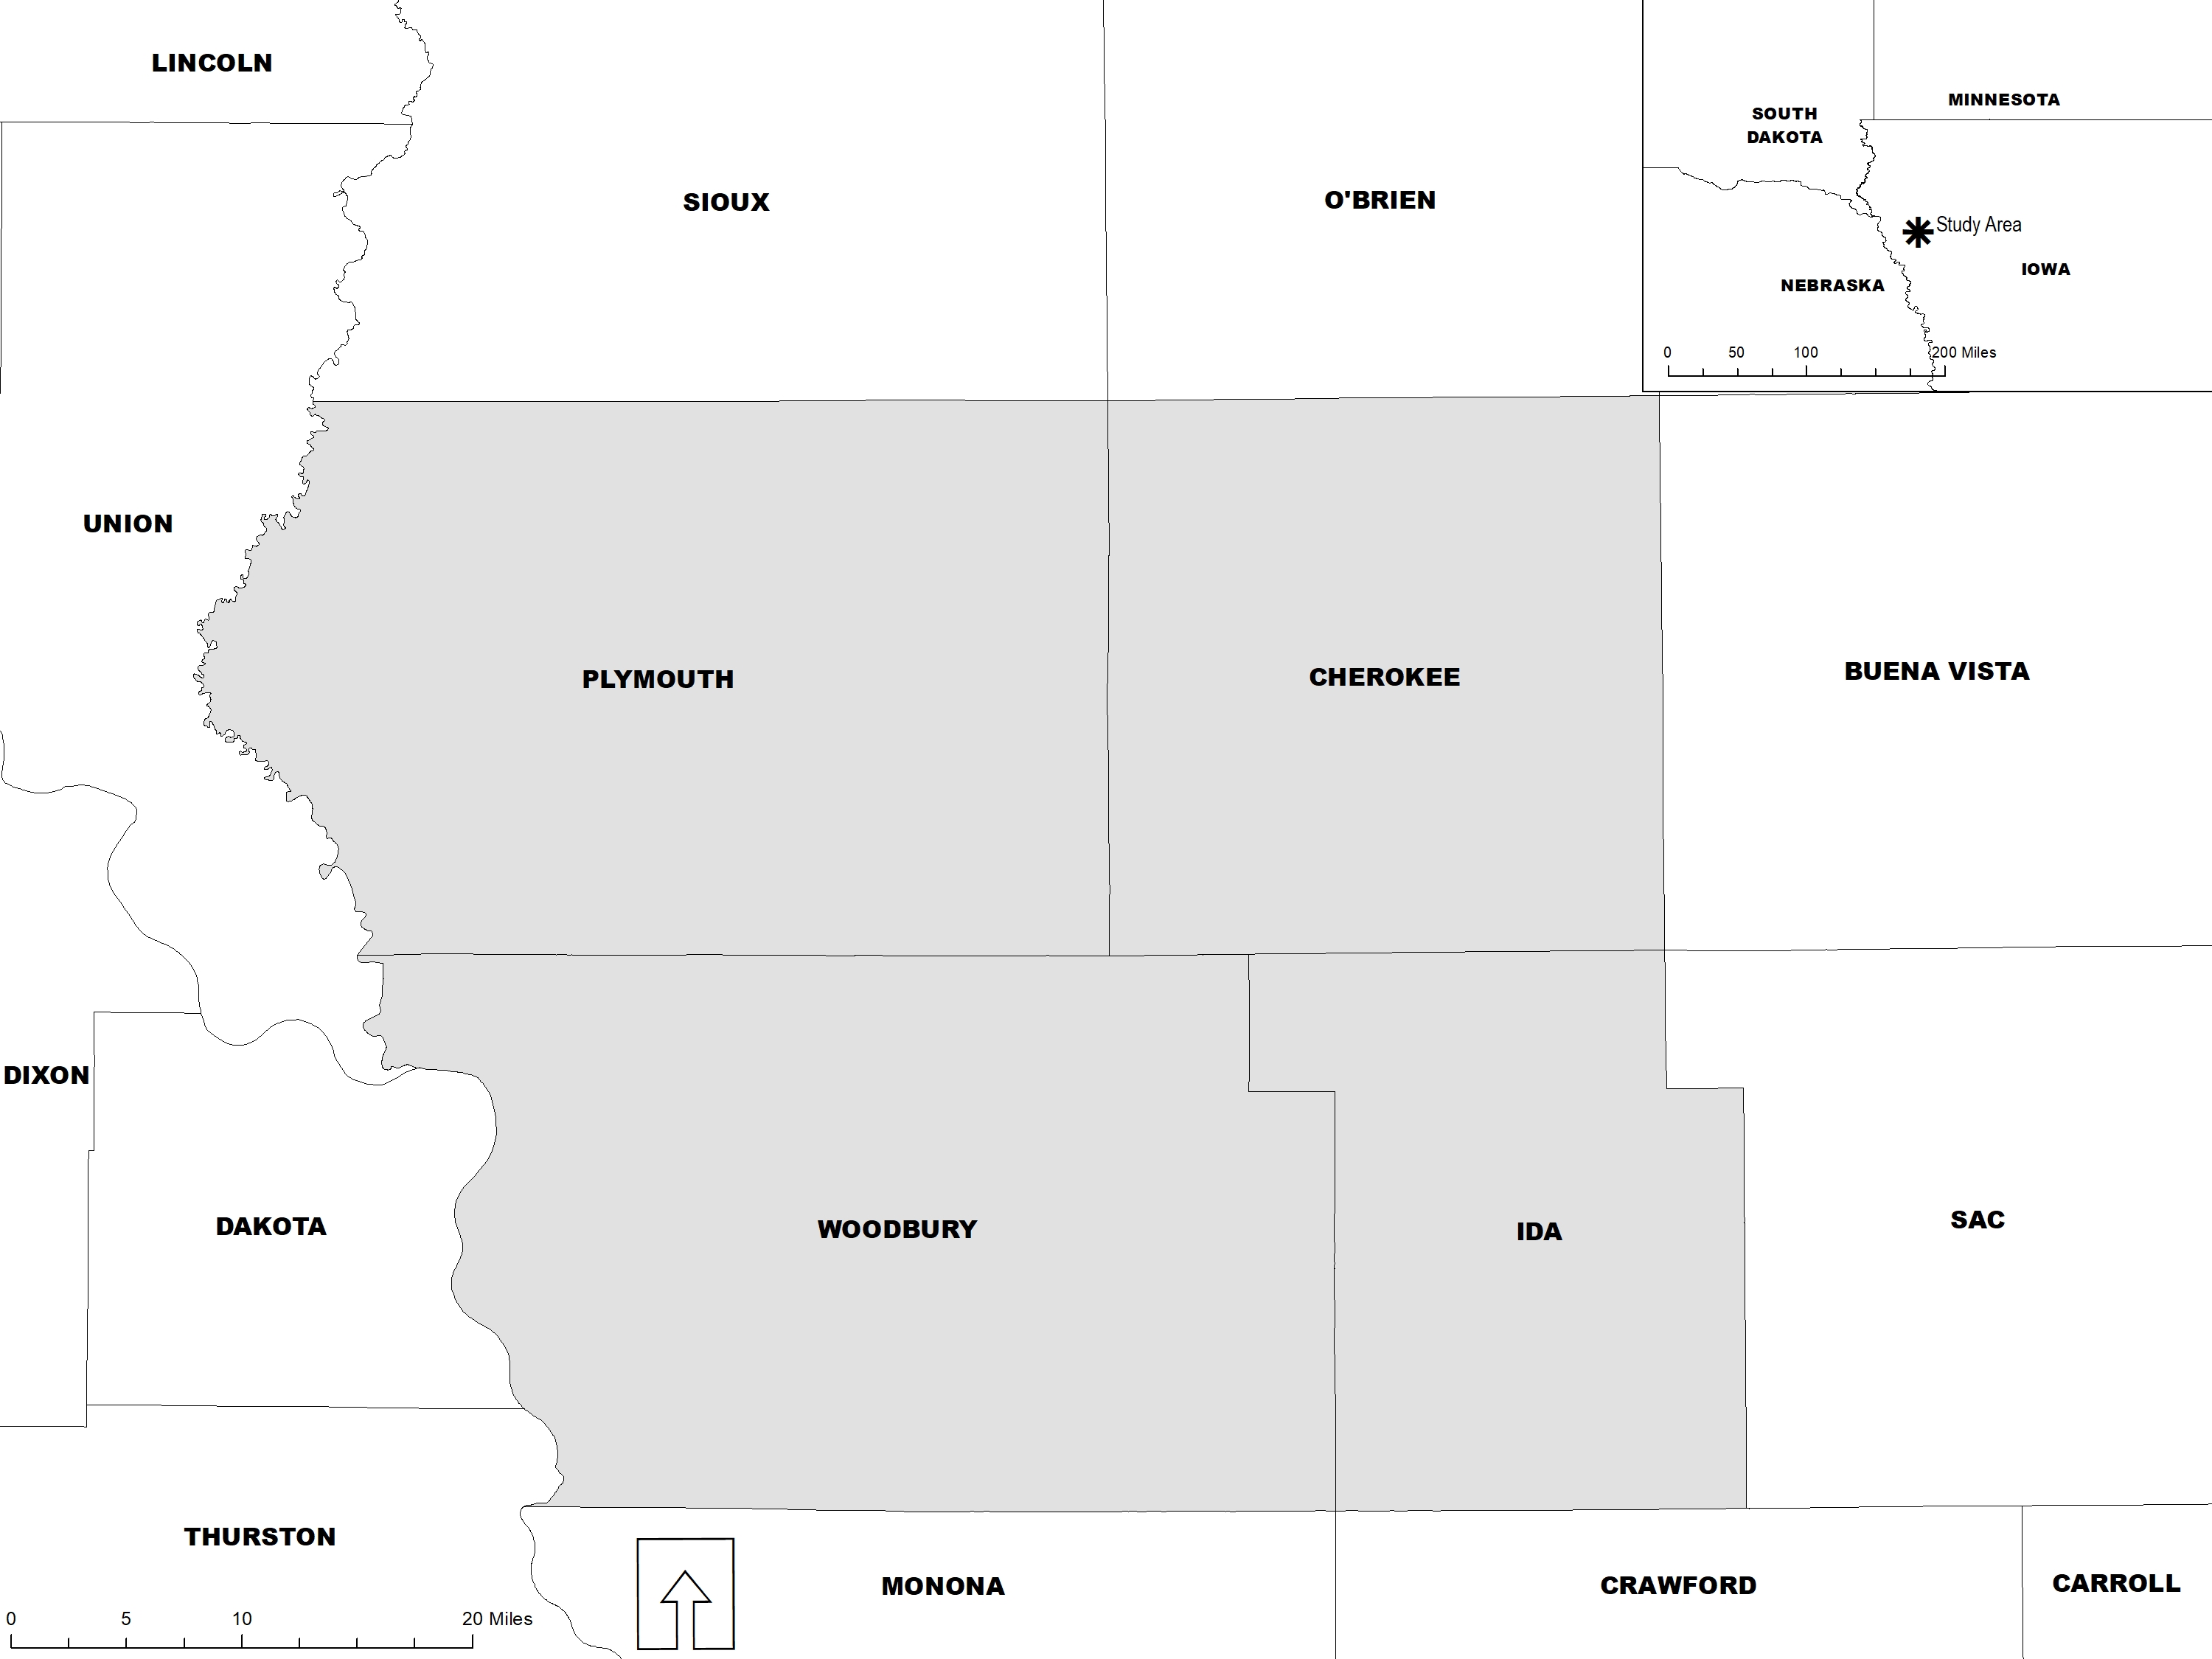 LINCOLN
MINNESOTA
SOUTH
DAKOTA
SIOUX
O'BRIEN
Study Area
IOWA
NEBRASKA
0 50 100 200 Miles
UNION
PLYMOUTH
CHEROKEE
BUENA VISTA
DIXON
DAKOTA
WOODBURY
IDA
SAC
THURSTON
MONONA
CRAWFORD
CARROLL
0 5 10 20 Miles